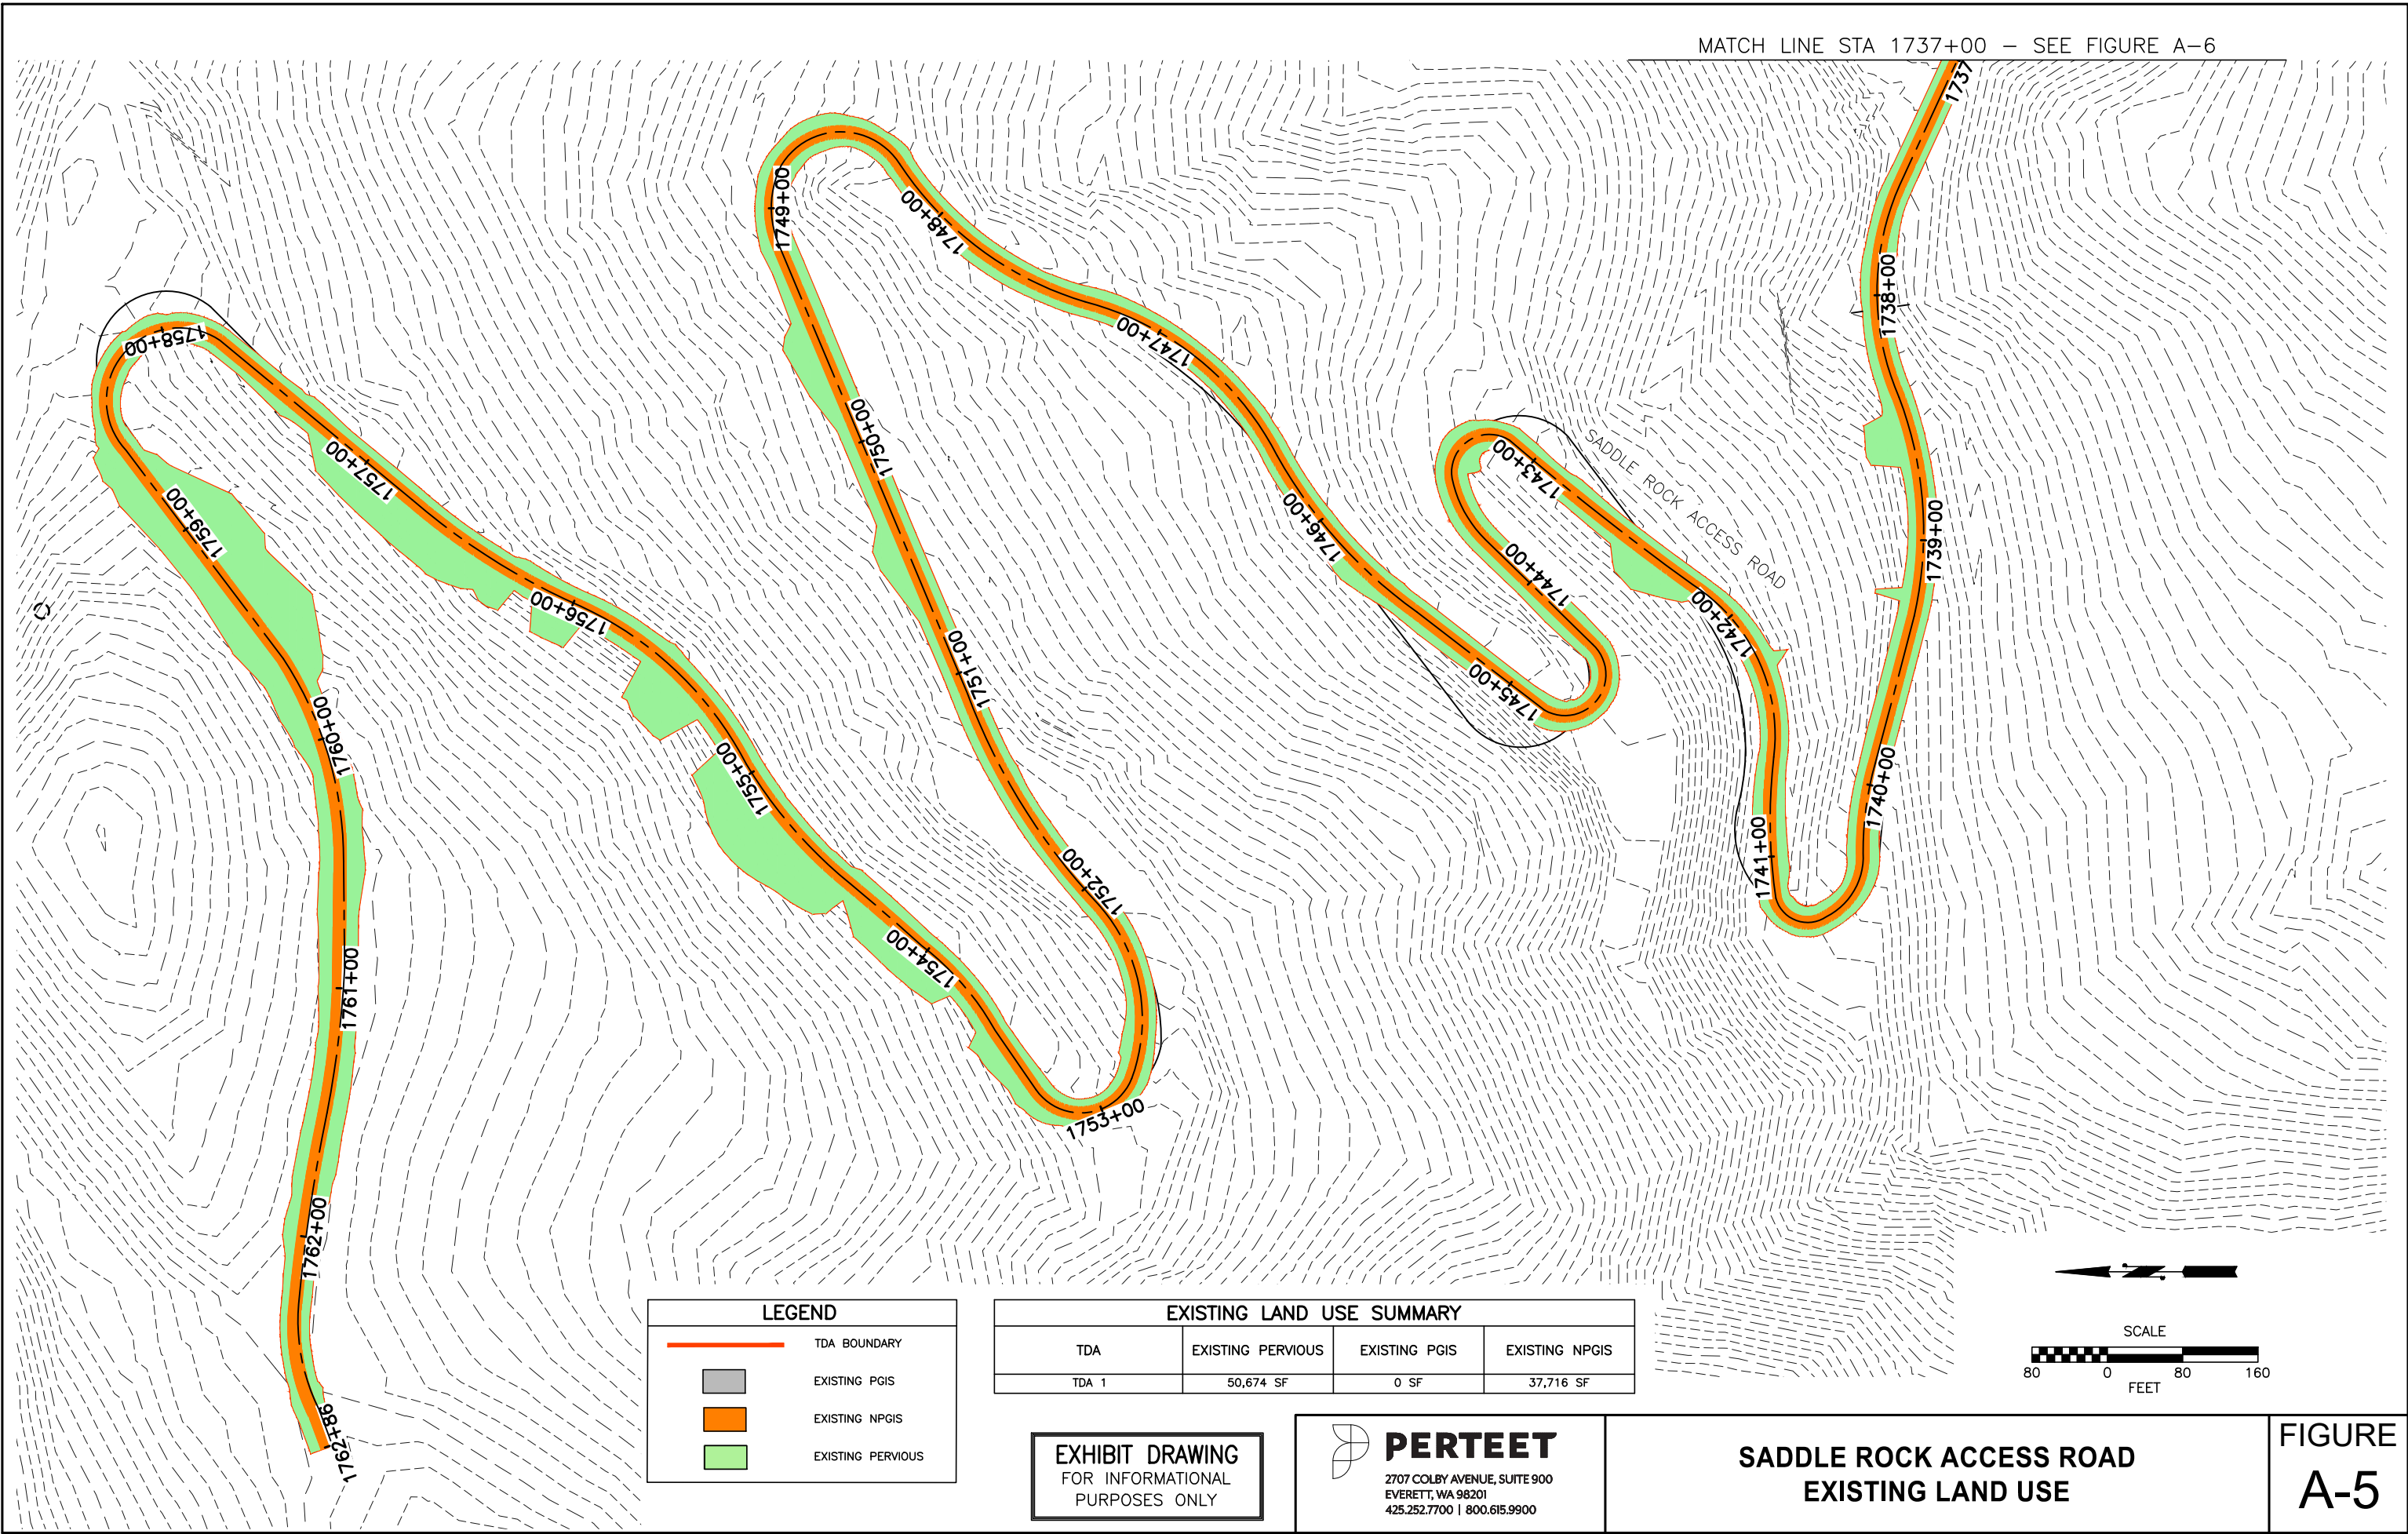 MATCH LINE STA 1737+00 – SEE FIGURE A-6
1737
1738+00
1739+00
1740+00
1741+00
1742+00
1743+00
1744+00
1745+00
1746+00
1747+00
1748+00
1749+00
1750+00
1751+00
1752+00
1753+00
1754+00
1755+00
1756+00
1757+00
1758+00
1759+00
1760+00
1761+00
1762+00
1762+86
SADDLE ROCK ACCESS ROAD
LEGEND
TDA BOUNDARY
EXISTING PGIS
EXISTING NPGIS
EXISTING PERVIOUS
EXISTING LAND USE SUMMARY
TDA EXISTING PERVIOUS EXISTING PGIS EXISTING NPGIS
TDA 1 50,674 SF 0 SF 37,716 SF
SCALE
80 0 80 160
FEET
EXHIBIT DRAWING
FOR INFORMATIONAL
PURPOSES ONLY
PERTEET
2707 COLBY AVENUE, SUITE 900
EVERETT, WA 98201
425.252.7700 | 800.615.9900
SADDLE ROCK ACCESS ROAD
EXISTING LAND USE
FIGURE
A-5